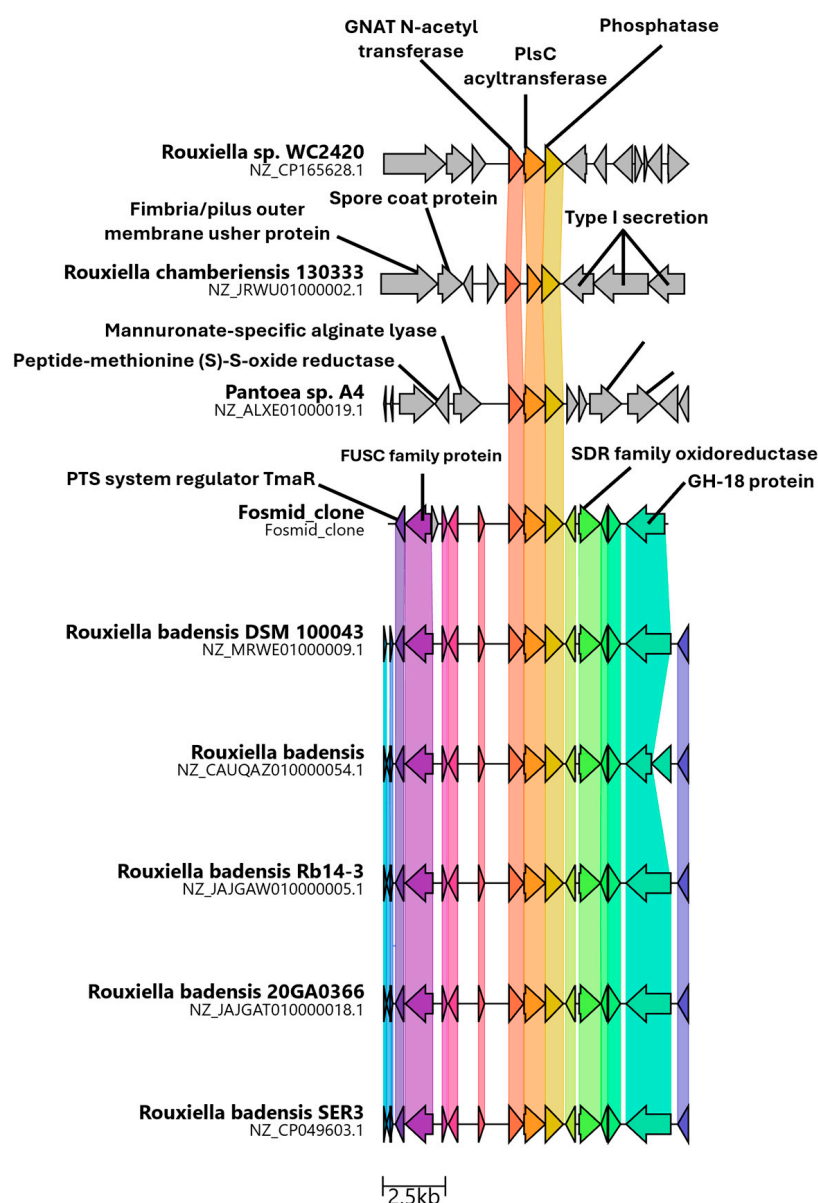 GNAT N-acetyl
transferase
PlsC
acyltransferase
Phosphatase
Rouxiella sp. WC2420
NZ_CP165628.1
Spore coat protein
Fimbria/pilus outer
membrane usher protein
Type I secretion
Rouxiella chamberiensis 130333
NZ_JRWU01000002.1
Mannuronate-specific alginate lyase
Peptide-methionine (S)-S-oxide reductase
Pantoea sp. A4
NZ_ALXE01000019.1
FUSC family protein
SDR family oxidoreductase
PTS system regulator TmaR
GH-18 protein
Fosmid_clone
Fosmid_clone
Rouxiella badensis DSM 100043
NZ_MRWE01000009.1
Rouxiella badensis
NZ_CAUQAZ010000054.1
Rouxiella badensis Rb14-3
NZ_JAJGAW010000005.1
Rouxiella badensis 20GA0366
NZ_JAJGAT010000018.1
Rouxiella badensis SER3
NZ_CP049603.1
2.5kb